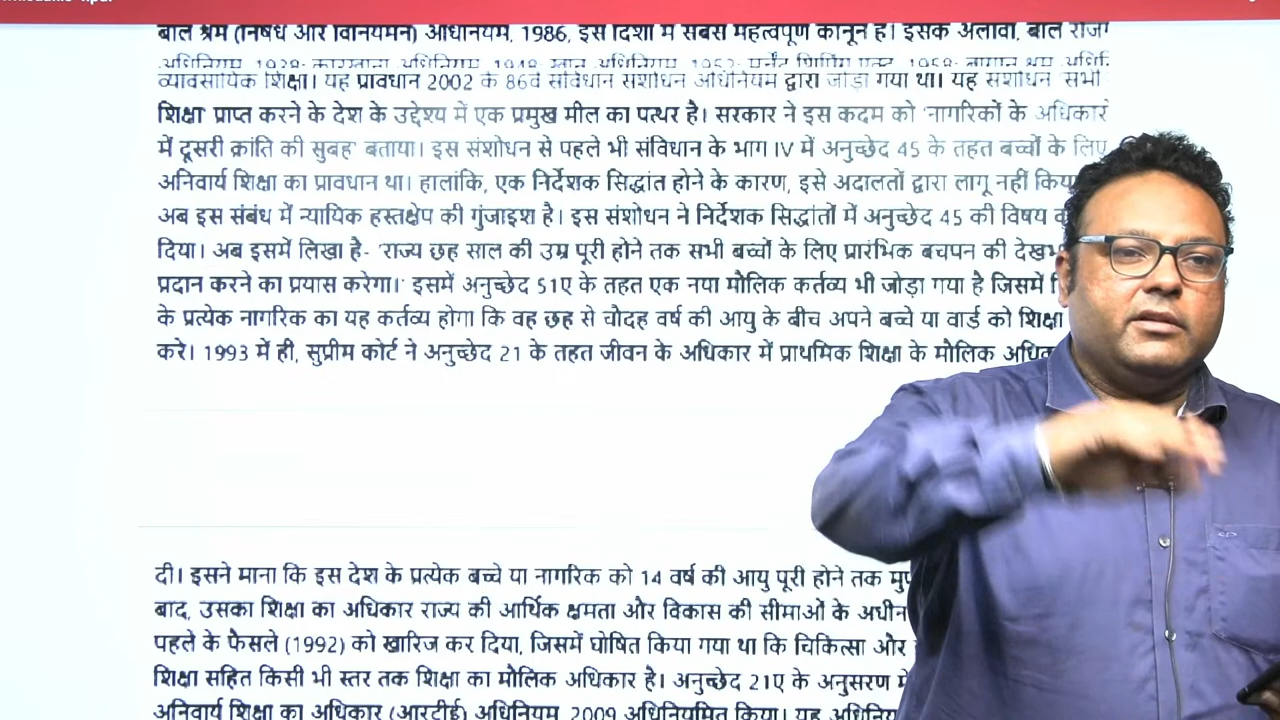 बाल श्रम (निषेध और विनियमन) अधिनियम, 1986, इस दिशा में सबसे महत्वपूर्ण कानून है। इसके अलावा, बाल
व्यावसायिक शिक्षा। यह प्रावधान 2002 के 86वें संविधान संशोधन अधिनियम द्वारा जोड़ा गया था। यह संशोधन 'सभी
शिक्षा' प्राप्त करने के देश के उद्देश्य में एक प्रमुख मील का पत्थर है। सरकार ने इस कदम को 'नागरिकों के
में दूसरी क्रांति की सुबह' बताया। इस संशोधन से पहले भी संविधान के भाग IV में अनुच्छेद 45 के तहत बच्चों के लिए
अनिवार्य शिक्षा का प्रावधान था। हालांकि, एक निर्देशक सिद्धांत होने के कारण, इसे अदालतों द्वारा लागू नहीं
अब इस संबंध में न्यायिक हस्तक्षेप की गुंजाइश है। इस संशोधन ने निर्देशक सिद्धांतों में अनुच्छेद 45 की विषय
दिया। अब इसमें लिखा है- 'राज्य छह साल की उम्र पूरी होने तक सभी बच्चों के लिए प्रारंभिक बचपन की
प्रदान करने का प्रयास करेगा।' इसमें अनुच्छेद 51ए के तहत एक नया मौलिक कर्तव्य भी जोड़ा गया है जिसमें
के प्रत्येक नागरिक का यह कर्तव्य होगा कि वह छह से चौदह वर्ष की आयु के बीच अपने बच्चे या वार्ड को शिक्षा
करे। 1993 में ही, सुप्रीम कोर्ट ने अनुच्छेद 21 के तहत जीवन के अधिकार में प्राथमिक शिक्षा के मौलिक
दी। इसने माना कि इस देश के प्रत्येक बच्चे या नागरिक को 14 वर्ष की आयु पूरी होने तक
बाद, उसका शिक्षा का अधिकार राज्य की आर्थिक क्षमता और विकास की सीमाओं के अधीन
पहले के फैसले (1992) को खारिज कर दिया, जिसमें घोषित किया गया था कि चिकित्सा और
शिक्षा सहित किसी भी स्तर तक शिक्षा का मौलिक अधिकार है। अनुच्छेद 21ए के अनुसरण में
अनिवार्य शिक्षा का अधिकार (आरटीई) अधिनियम, 2009 अधिनियमित किया। यह